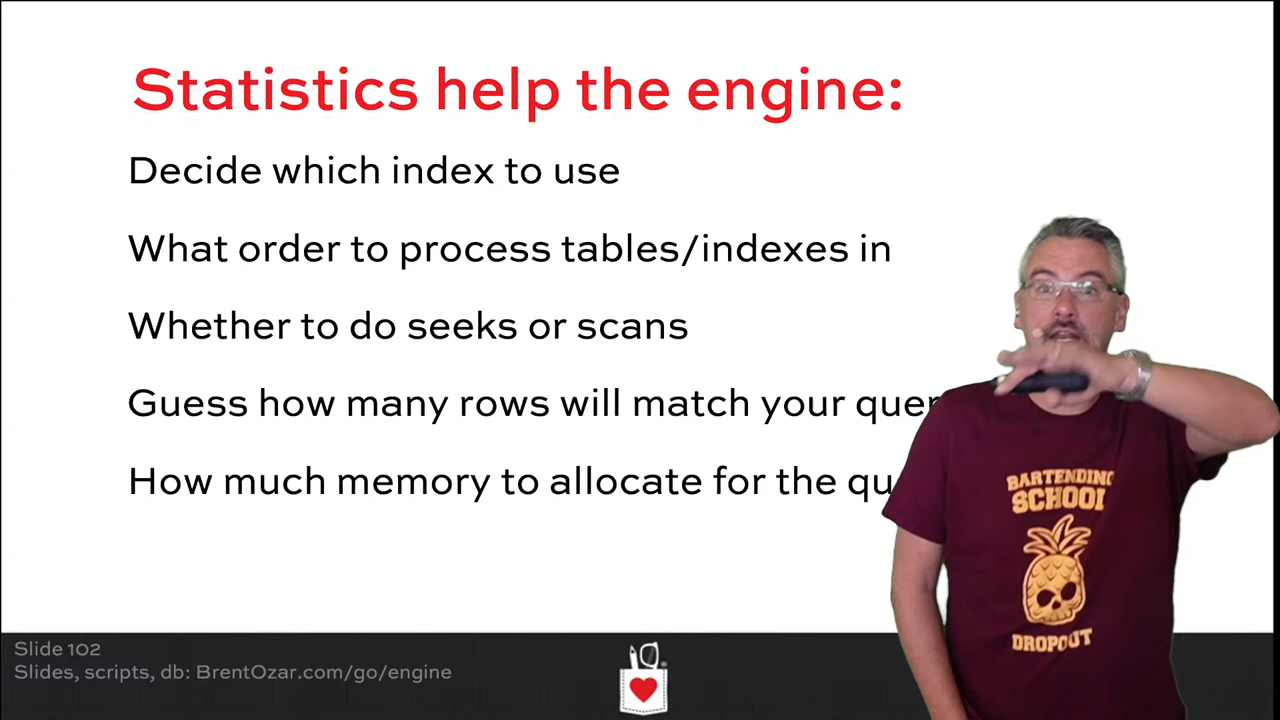 Statistics help the engine:
Decide which index to use
What order to process tables/indexes in
Whether to do seeks or scans
Guess how many rows will match your
How much memory to allocate for the
BARTENDING
SCHOOL
DROPOUT
Slide 102
Slides, scripts, db: BrentOzar.com/go/engine